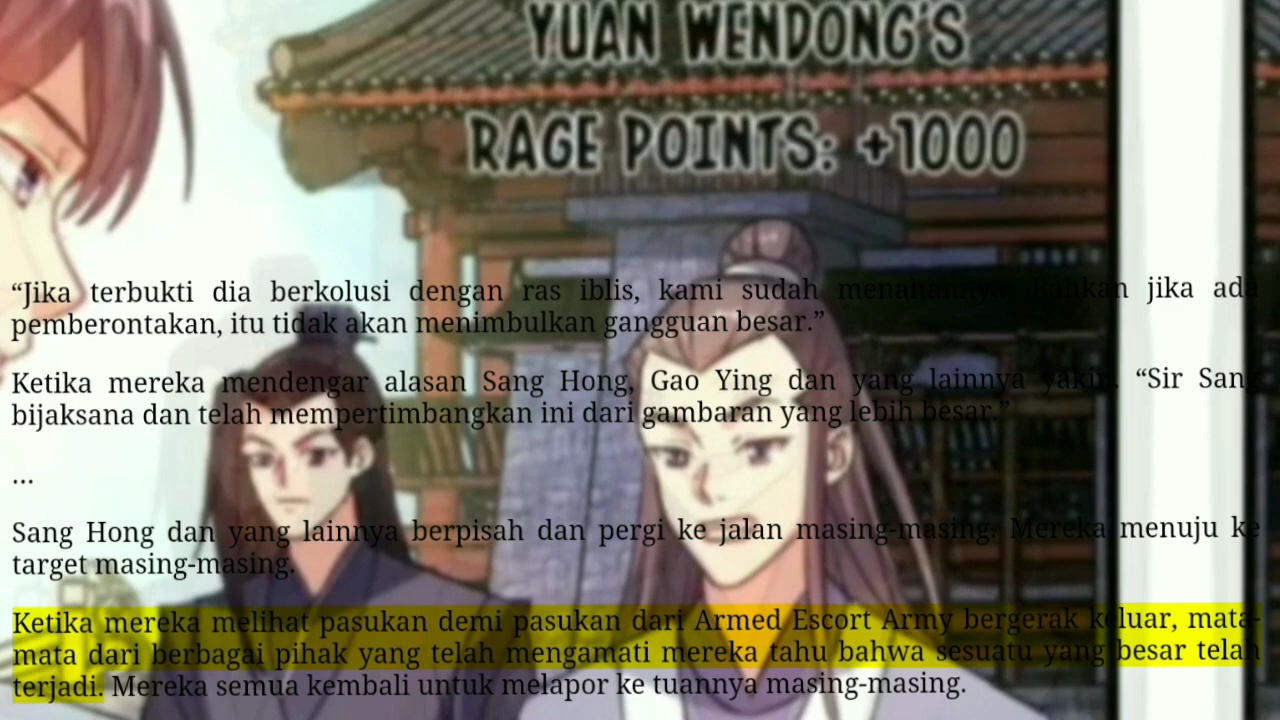 YUAN WENDONG'S
RAGE POINTS: +1000
“Jika terbukti dia berkolusi dengan ras iblis, kami sudah menahannya. Bahkan jika ada
pemberontakan, itu tidak akan menimbulkan gangguan besar.”
Ketika mereka mendengar alasan Sang Hong, Gao Ying dan yang lainnya yakin. “Sir Sang
bijaksana dan telah mempertimbangkan ini dari gambaran yang lebih besar.”
...
Sang Hong dan yang lainnya berpisah dan pergi ke jalan masing-masing. Mereka menuju ke
target masing-masing.
Ketika mereka melihat pasukan demi pasukan dari Armed Escort Army bergerak keluar, mata-
mata dari berbagai pihak yang telah mengamati mereka tahu bahwa sesuatu yang besar telah
terjadi. Mereka semua kembali untuk melapor ke tuannya masing-masing.